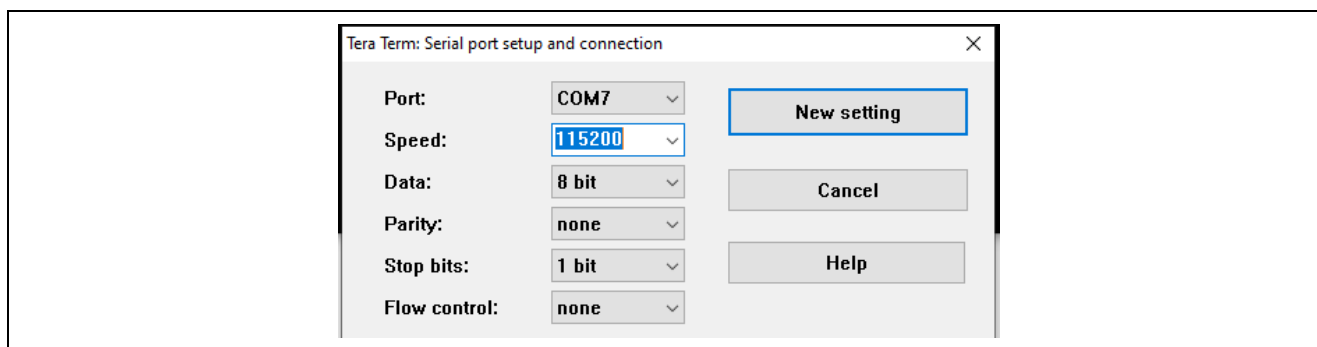 Tera Term: Serial port setup and connection
Port: COM7 New setting
Speed: 115200
Data: 8 bit Cancel
Parity: none
Stop bits: 1 bit Help
Flow control: none